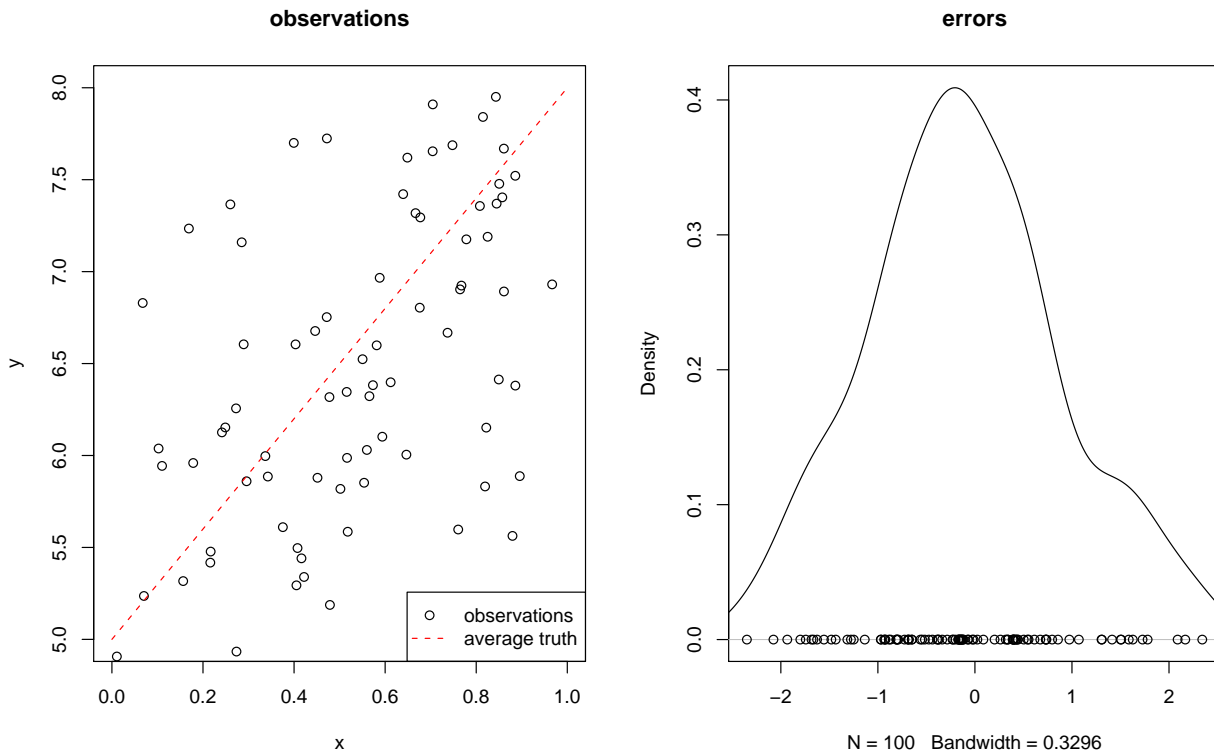 observations
y
8.0
7.5
7.0
6.5
6.0
5.5
5.0
0.0
0.2
0.4
0.6
0.8
1.0
x
observations
average truth
errors
Density
0.4
0.3
0.2
0.1
0.0
−2
−1
0
1
2
N = 100 Bandwidth = 0.3296